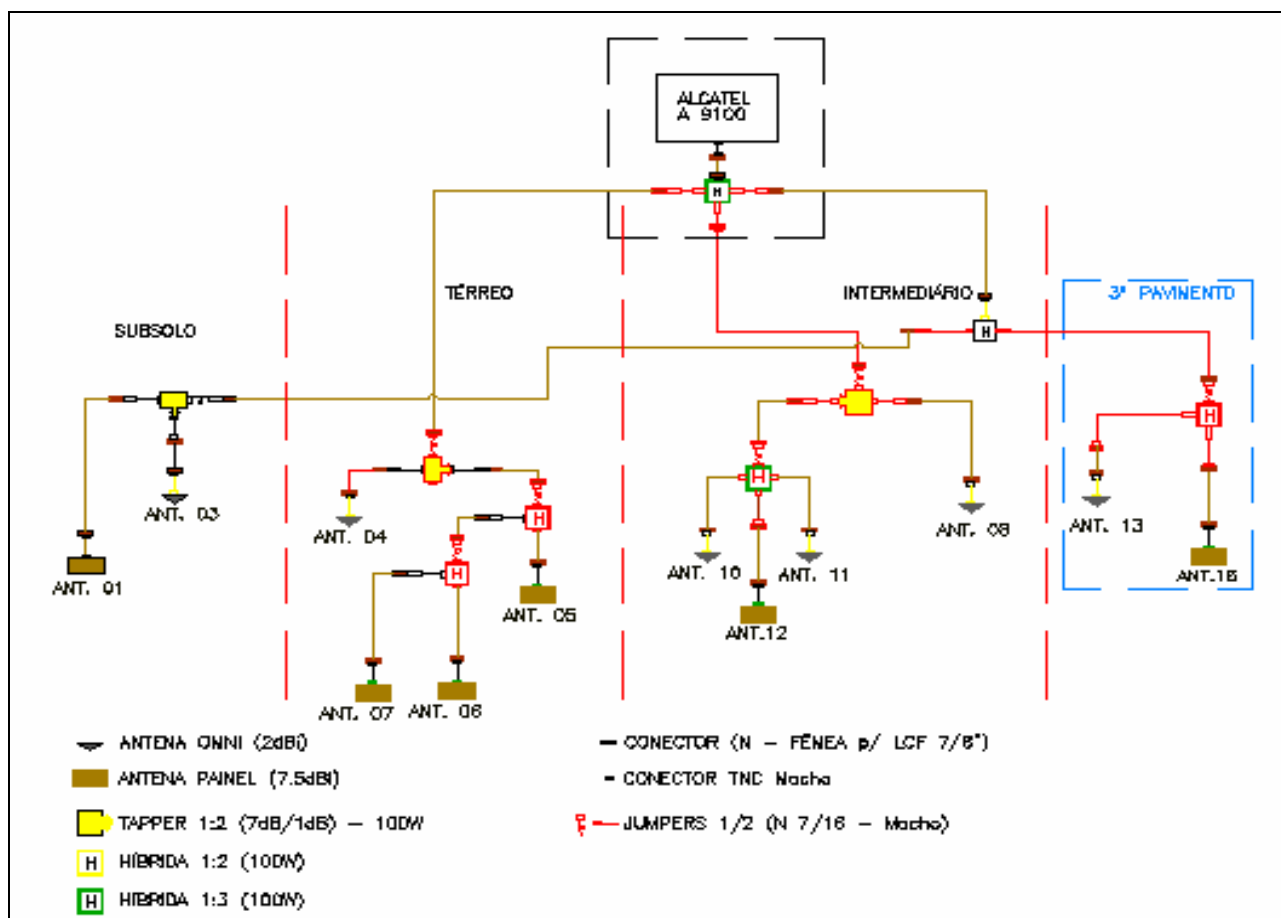 ALCATEL
A 9100
H
TÉRREO
INTERMEDIÁRIO
3º PAVIMENTO
SUBSOLO
H
H
ANT. 03
ANT. 04
H
H
ANT. 10
ANT. 11
ANT. 08
ANT. 13
ANT. 01
H
ANT. 05
ANT.12
ANT.16
ANT. 07
ANT. 06
ANTENA OMNI (2dBi)
ANTENA PAINEL (7.5dBi)
TAPPER 1:2 (7dB/1dB) – 100W
H HÍBRIDA 1:2 (100W)
H HÍBRIDA 1:3 (100W)
CONECTOR (N – FÊMEA p/ LCF 7/8")
CONECTOR TNC Macho
JUMPERS 1/2 (N 7/16 – Macho)